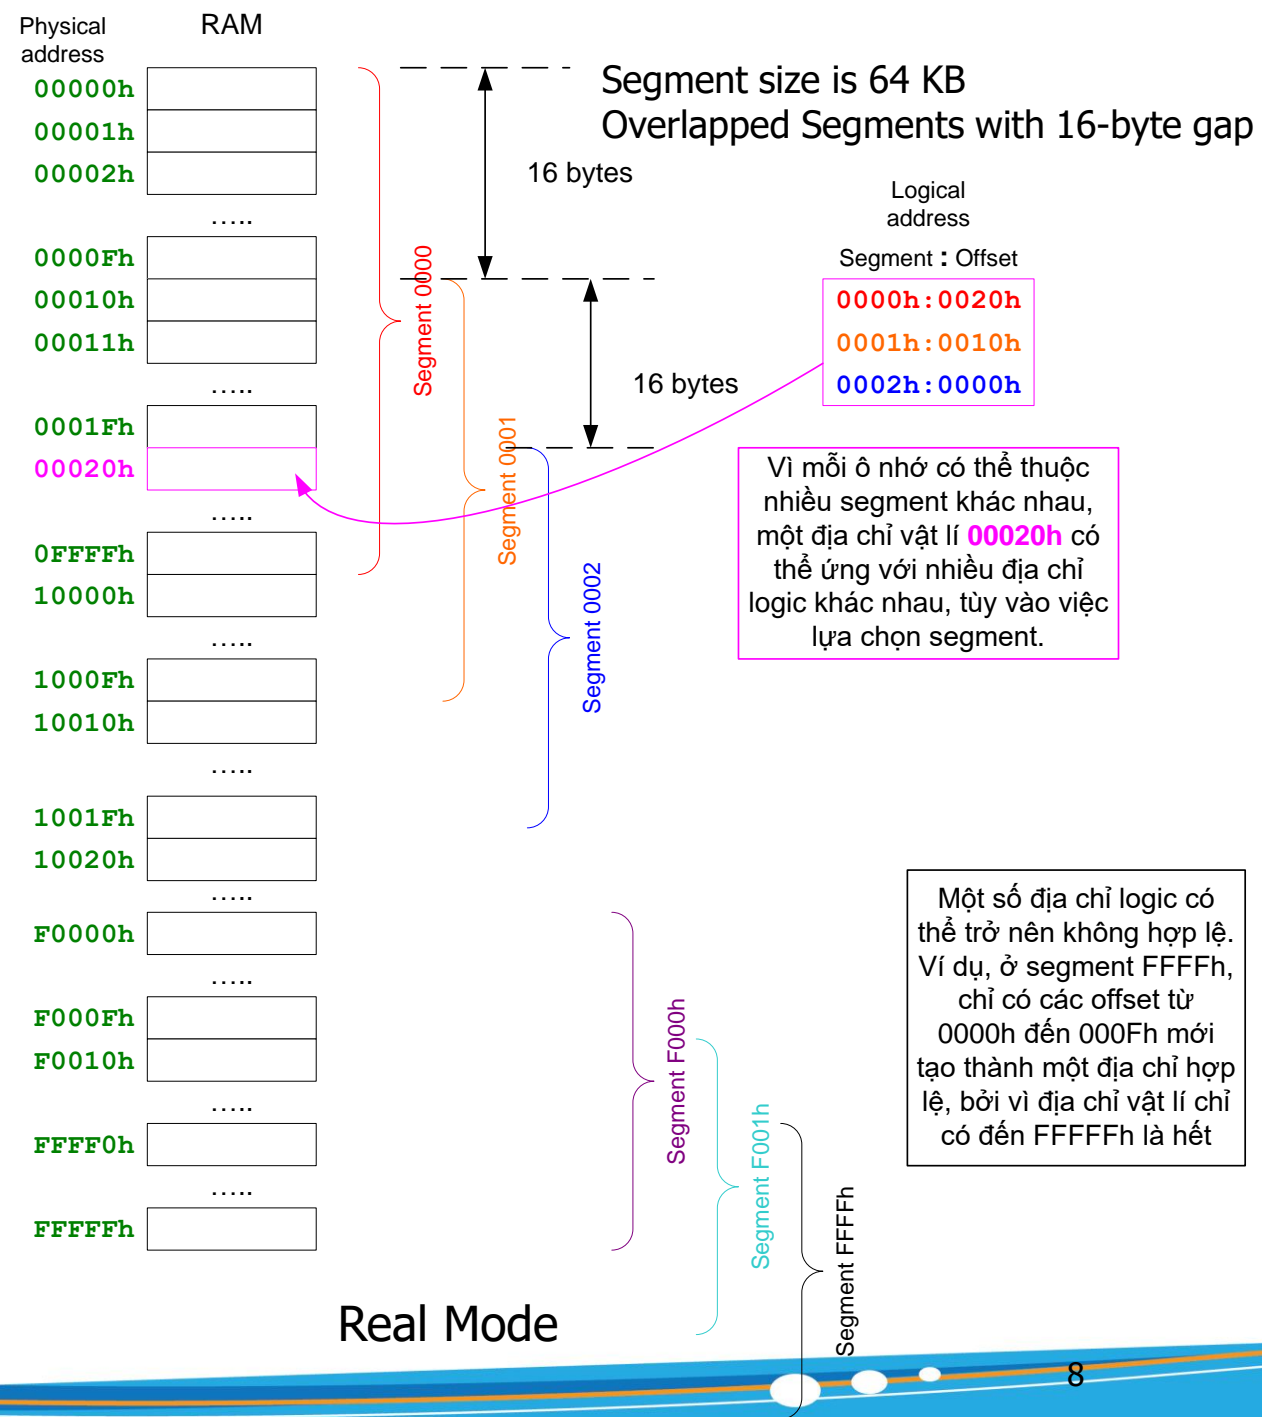 Physical
address
RAM
Segment size is 64 KB
Overlapped Segments with 16-byte gap
00000h
00001h
00002h
.....
0000Fh
00010h
00011h
.....
0001Fh
00020h
.....
0FFFFh
10000h
.....
1000Fh
10010h
.....
1001Fh
10020h
.....
F0000h
.....
F000Fh
F0010h
.....
FFFF0h
.....
FFFFFh
16 bytes
16 bytes
Segment 0000
Segment 0001
Segment 0002
Segment F000h
Segment F001h
Segment FFFFh
Logical
address
Segment : Offset
0000h:0020h
0001h:0010h
0002h:0000h
Vì mỗi ô nhớ có thể thuộc
nhiều segment khác nhau,
một địa chỉ vật lí 00020h có
thể ứng với nhiều địa chỉ
logic khác nhau, tùy vào việc
lựa chọn segment.
Một số địa chỉ logic có
thể trở nên không hợp lệ.
Ví dụ, ở segment FFFFh,
chỉ có các offset từ
0000h đến 000Fh mới
tạo thành một địa chỉ hợp
lệ, bởi vì địa chỉ vật lí chỉ
có đến FFFFFh là hết
Real Mode
8